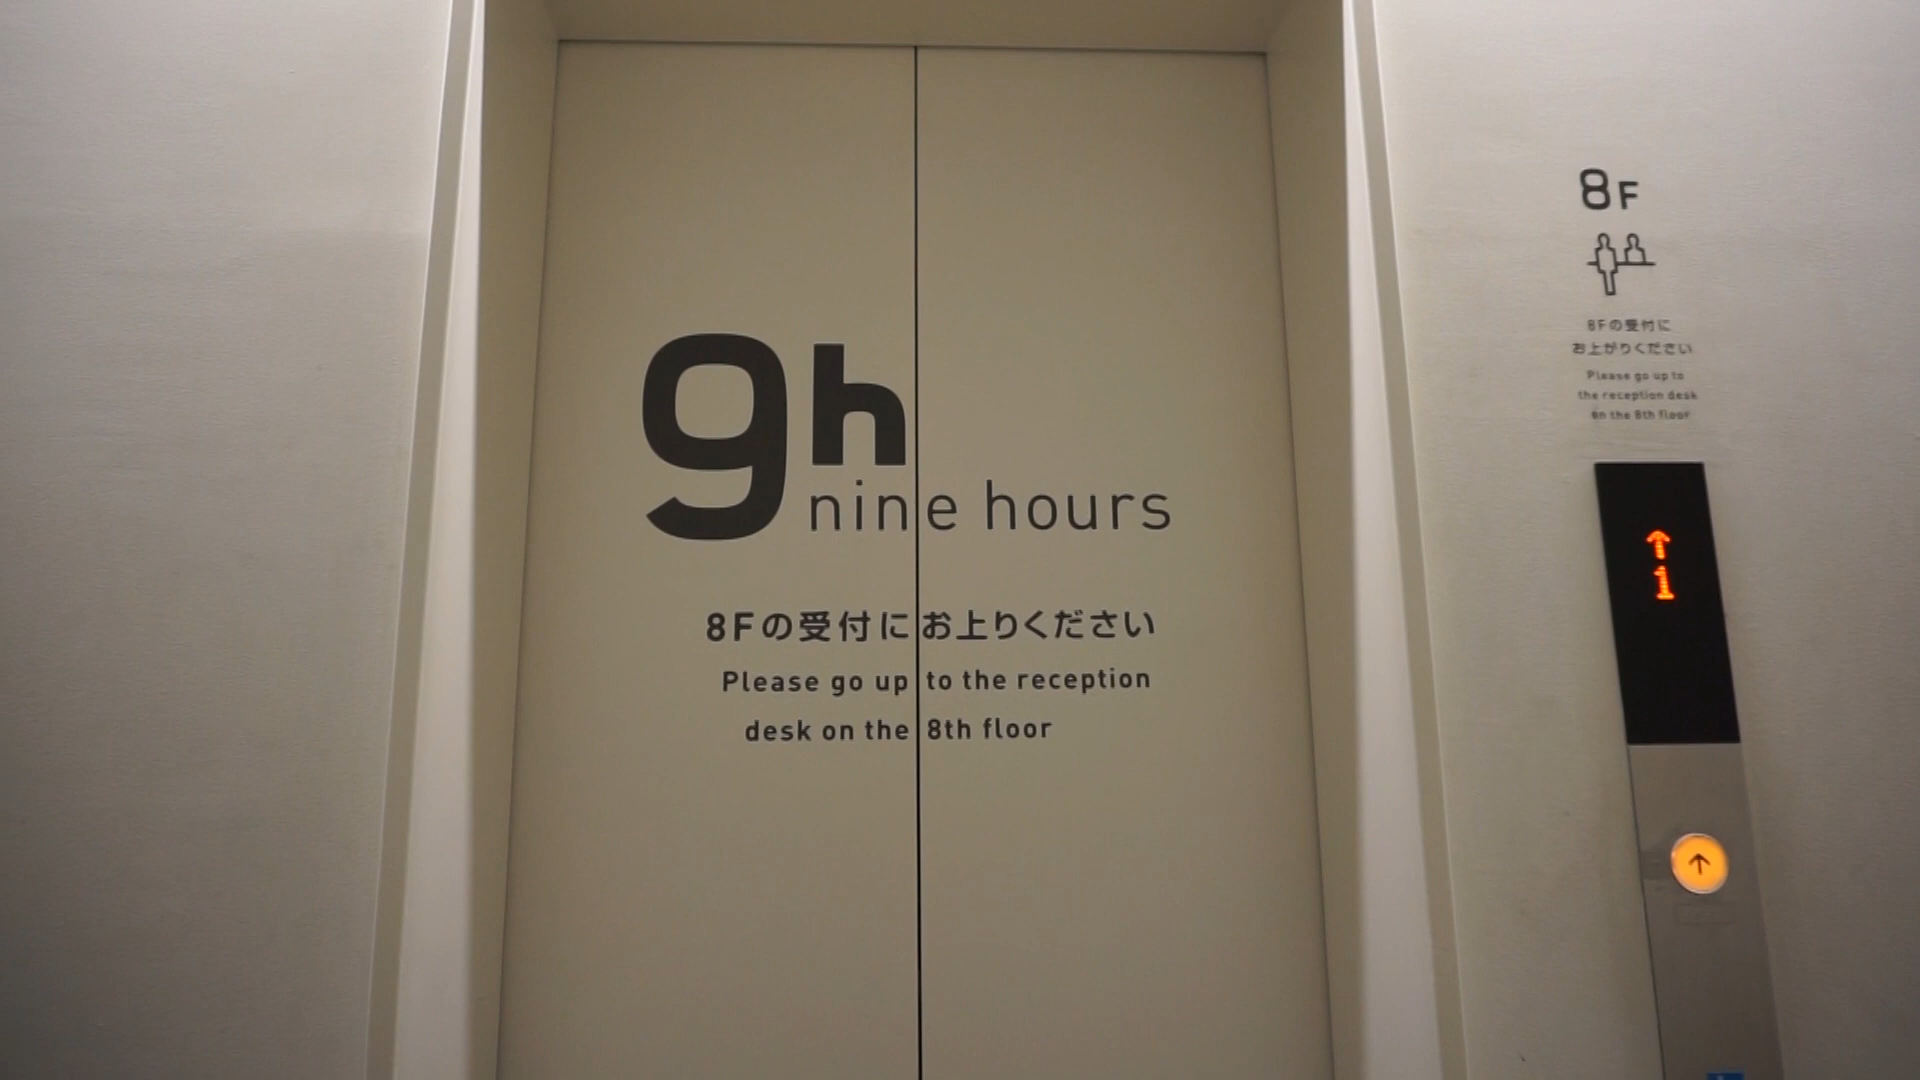 9h
nine hours
8Fの受付にお上りください
Please go up to the reception
desk on the 8th floor
8F
8Fの受付に
お上がりください
Please go up to
the reception desk
on the 8th floor
↑
1
↑